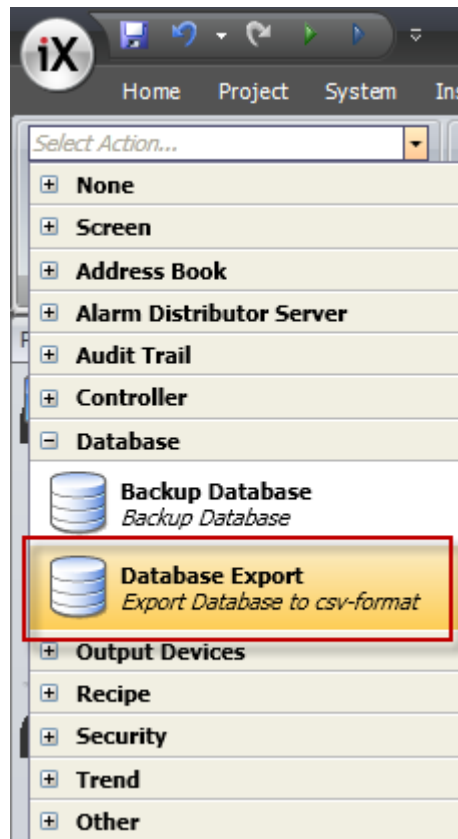 iX
Home Project System
Select Action...
None
Screen
Address Book
Alarm Distributor Server
Audit Trail
Controller
Database
Backup Database
Backup Database
Database Export
Export Database to csv-format
Output Devices
Recipe
Security
Trend
Other